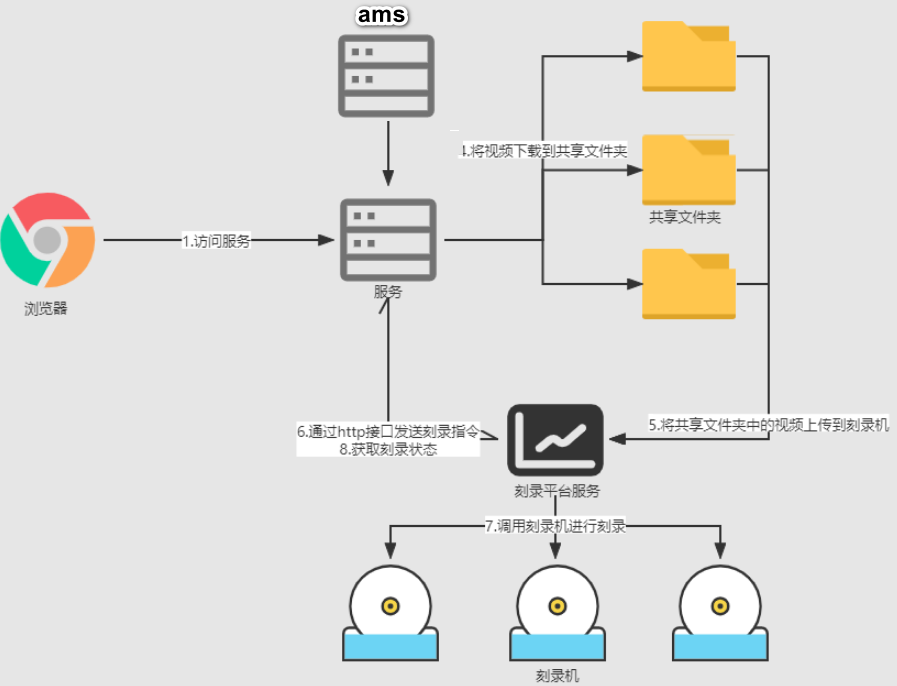 ams
4.将视频下载到共享文件夹
共享文件夹
1.访问服务
服务
浏览器
6.通过http接口发送刻录指令
8.获取刻录状态
5.将共享文件夹中的视频上传到刻录机
刻录平台服务
7.调用刻录机进行刻录
刻录机